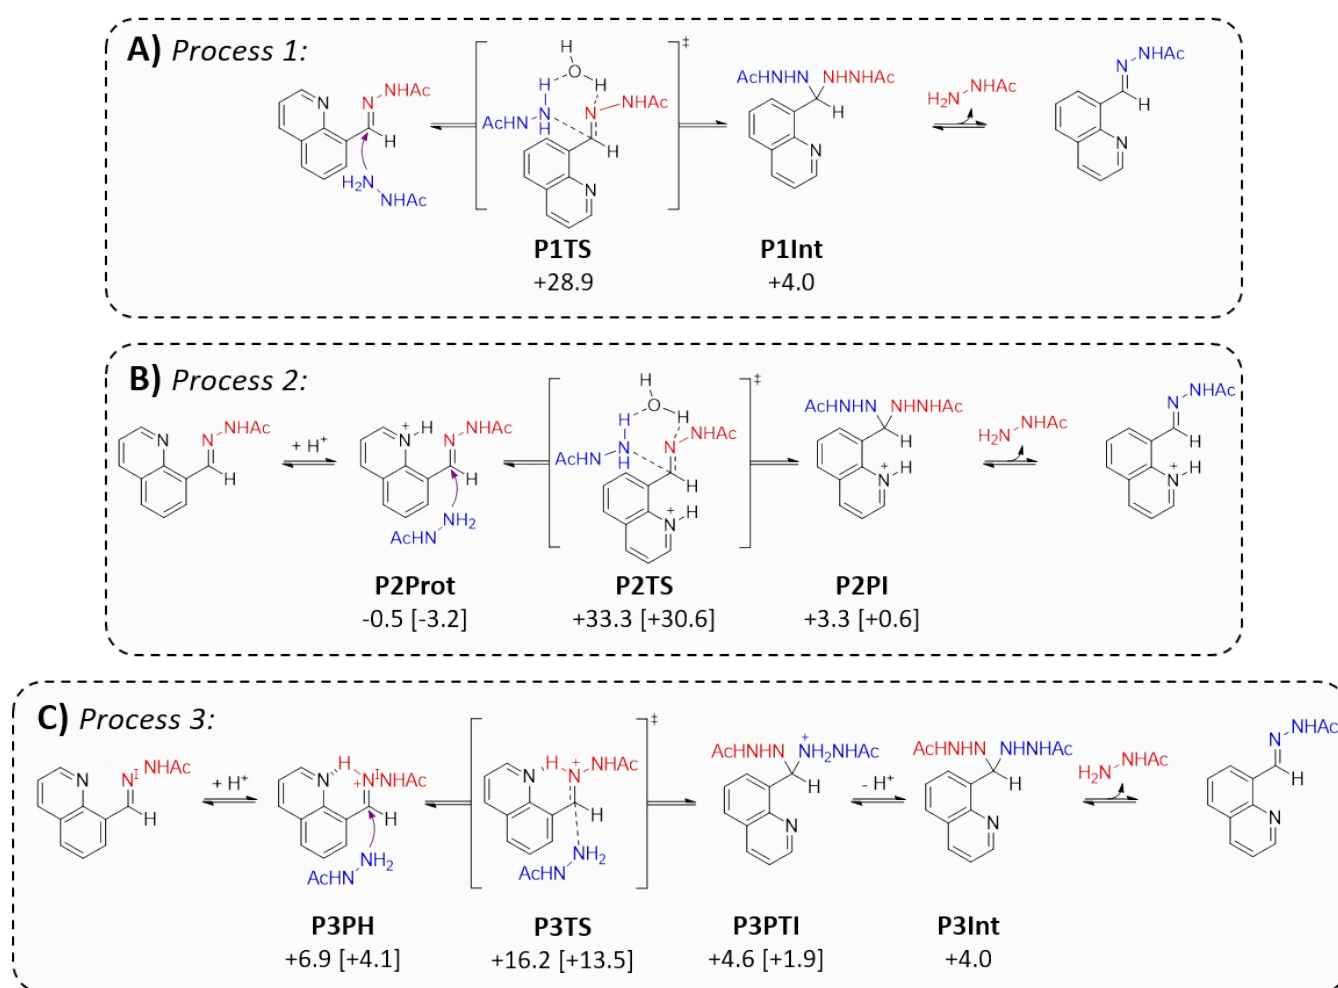 A) Process 1:
N
N
NHAc
H
H2N
NHAc
H
O
H
H
AcHN
N
H
N
NHAc
H
N
‡
AcHNHN
NHNHAc
H
N
H2N
NHAc
N
NHAc
H
N
P1TS
+28.9
P1Int
+4.0
B) Process 2:
N
N
NHAc
H
+ H+
N
+
H
N
NHAc
H
NH2
AcHN
H
O
H
H
AcHN
N
H
N
NHAc
H
N
+
H
‡
AcHNHN
NHNHAc
H
N
+
H
H2N
NHAc
N
NHAc
H
N
+
H
P2Prot
-0.5 [-3.2]
P2TS
+33.3 [+30.6]
P2PI
+3.3 [+0.6]
C) Process 3:
N
N
NHAc
H
+ H+
N
H
N
+
NHAc
H
NH2
AcHN
N
H
N
+
NHAc
H
NH2
AcHN
‡
AcHNHN
+
NH2NHAc
H
N
- H+
AcHNHN
NHNHAc
H
N
H2N
NHAc
N
NHAc
H
N
P3PH
+6.9 [+4.1]
P3TS
+16.2 [+13.5]
P3PTI
+4.6 [+1.9]
P3Int
+4.0